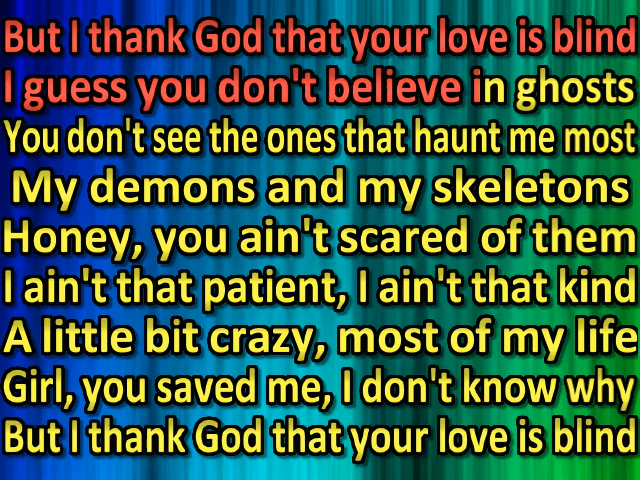 But I thank God that your love is blind
I guess you don't believe in ghosts
You don't see the ones that haunt me most
My demons and my skeletons
Honey, you ain't scared of them
I ain't that patient, I ain't that kind
A little bit crazy, most of my life
Girl, you saved me, I don't know why
But I thank God that your love is blind